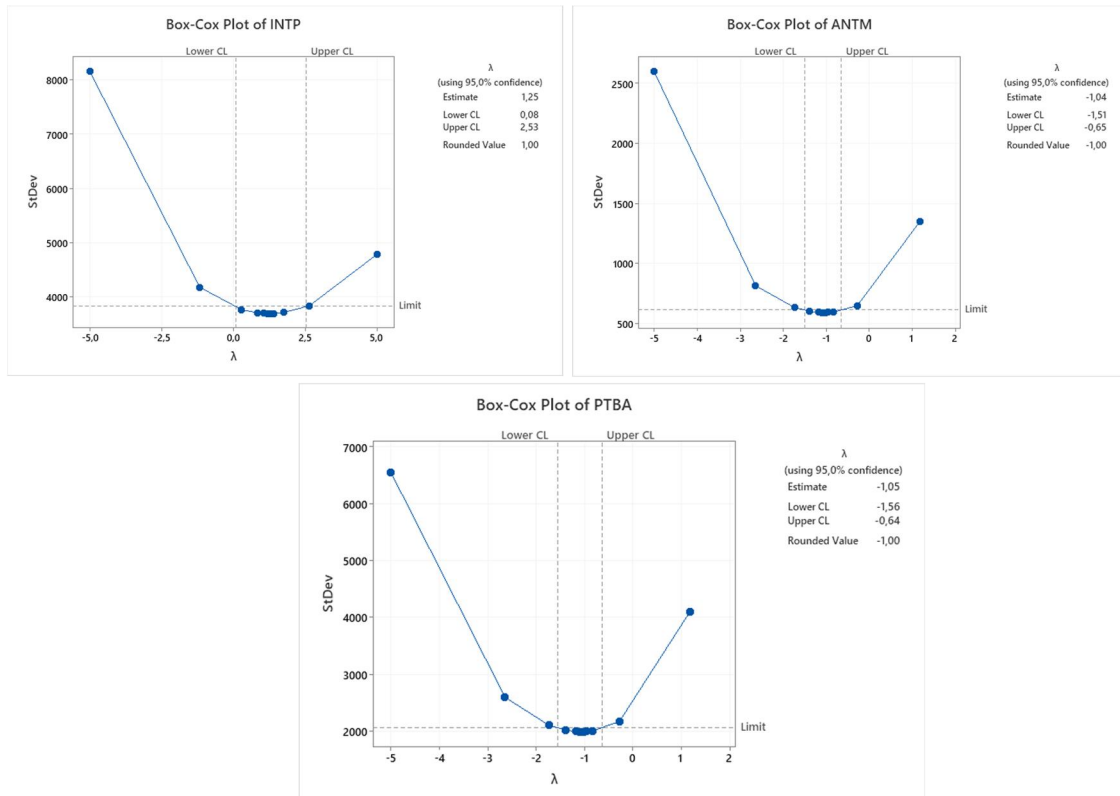 Box-Cox Plot of INTP
Lower CL Upper CL
8000
7000
6000
5000
4000
StDev
Limit
-5,0 -2,5 0,0 2,5 5,0
λ
λ
(using 95,0% confidence)
Estimate 1,25
Lower CL 0,08
Upper CL 2,53
Rounded Value 1,00
Box-Cox Plot of ANTM
Lower CL Upper CL
2500
2000
1500
1000
500
StDev
Limit
-5 -4 -3 -2 -1 0 1 2
λ
λ
(using 95,0% confidence)
Estimate -1,04
Lower CL -1,51
Upper CL -0,65
Rounded Value -1,00
Box-Cox Plot of PTBA
Lower CL Upper CL
7000
6000
5000
4000
3000
2000
StDev
Limit
-5 -4 -3 -2 -1 0 1 2
λ
λ
(using 95,0% confidence)
Estimate -1,05
Lower CL -1,56
Upper CL -0,64
Rounded Value -1,00